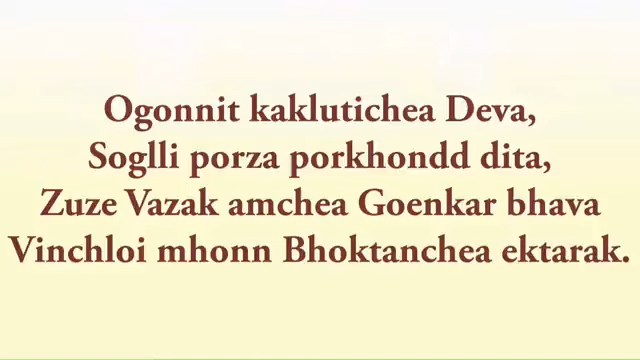 Ogonnit kaklutichea Deva,
Soglli porza porkhondd dita,
Zuze Vazak amchea Goenkar bhava
Vinchloi mhonn Bhoktanchea ektarak.